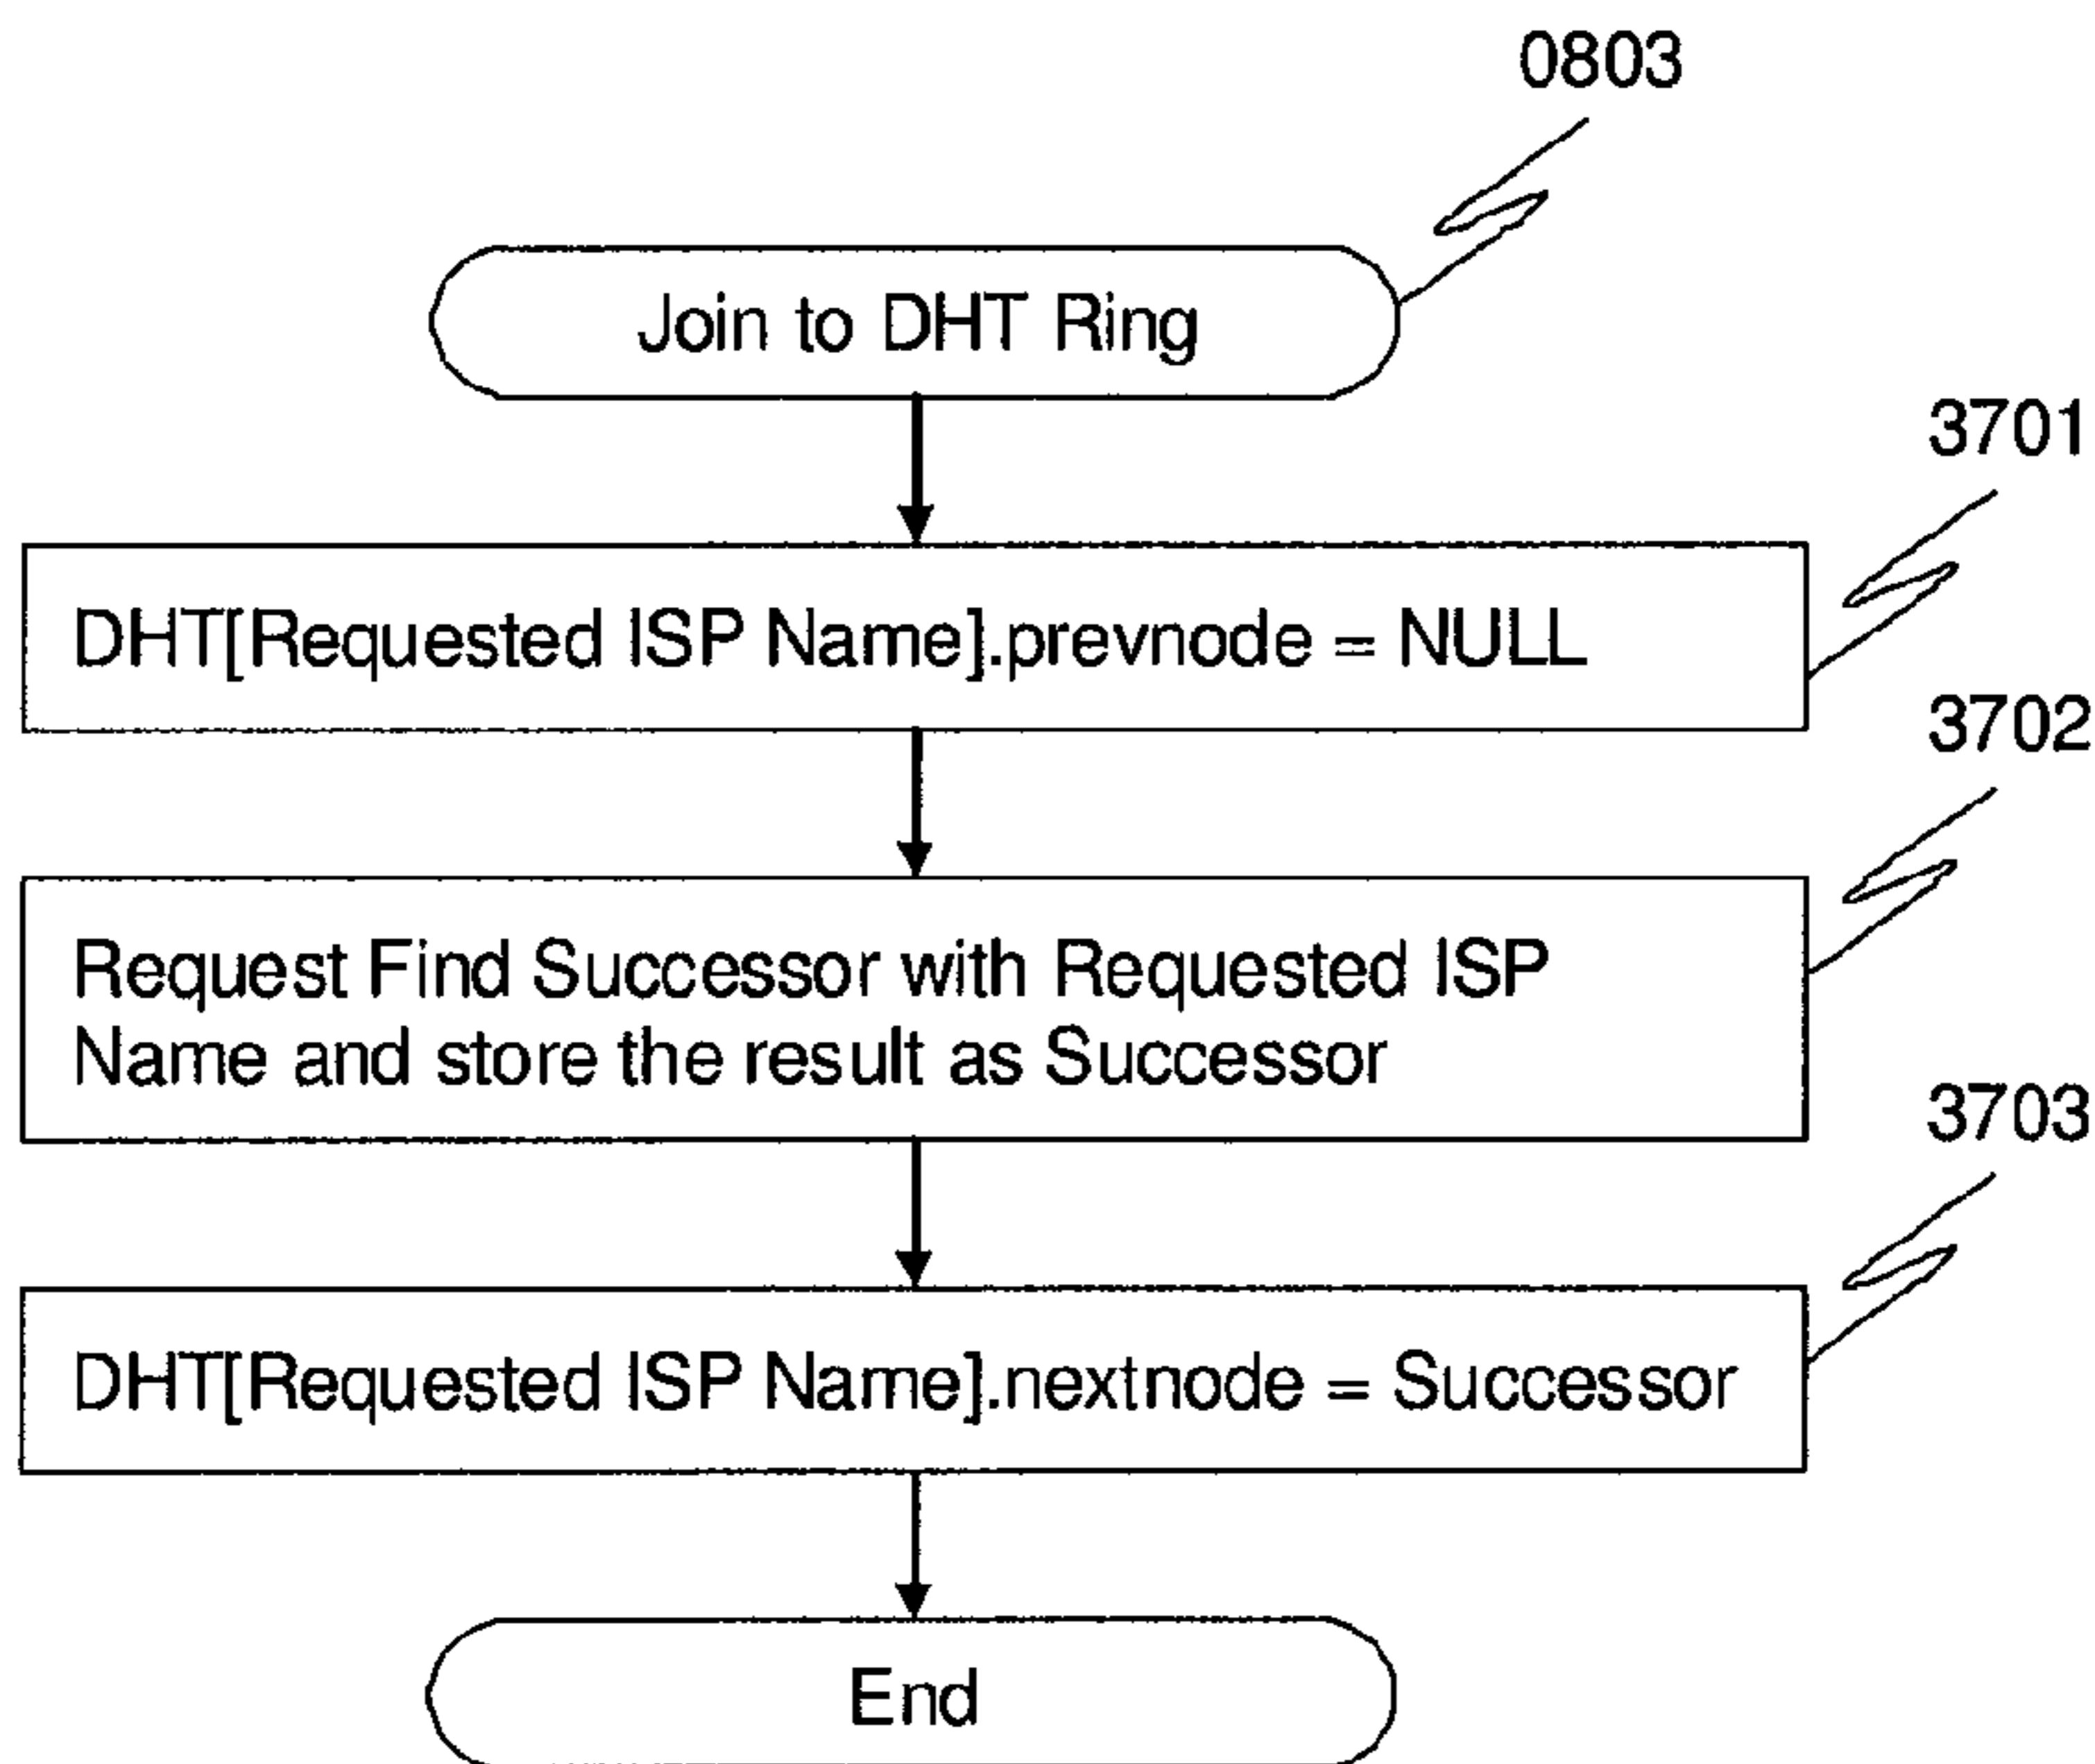 0803
Join to DHT Ring
3701
DHT[Requested ISP Name].prevnode = NULL
3702
Request Find Successor with Requested ISP
Name and store the result as Successor
3703
DHT[Requested ISP Name].nextnode = Successor
End